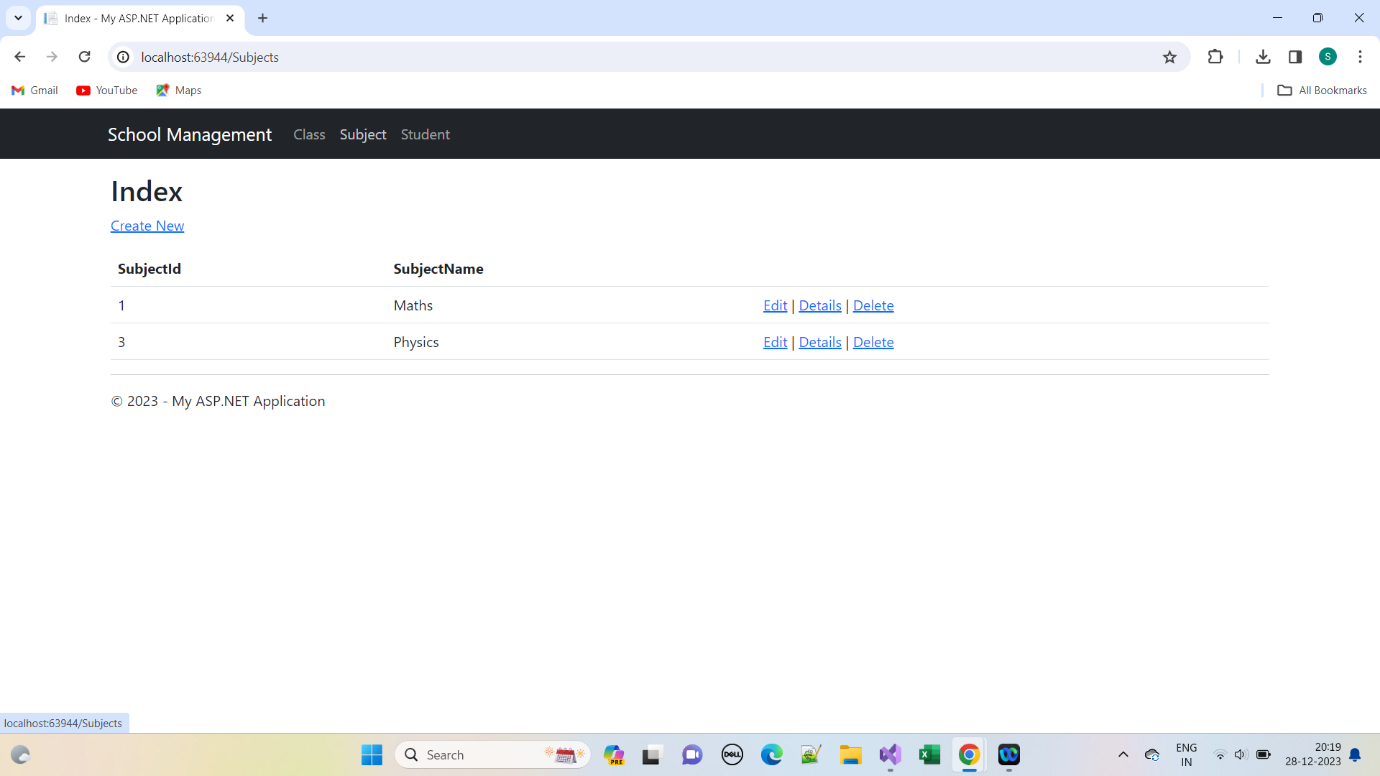 Index - My ASP.NET Application
localhost:63944/Subjects
S
Gmail YouTube Maps All Bookmarks
School Management Class Subject Student
Index
Create New
SubjectId SubjectName
1 Maths Edit | Details | Delete
3 Physics Edit | Details | Delete
© 2023 - My ASP.NET Application
localhost:63944/Subjects
Search PRE DELL ENG 20:19
IN 28-12-2023